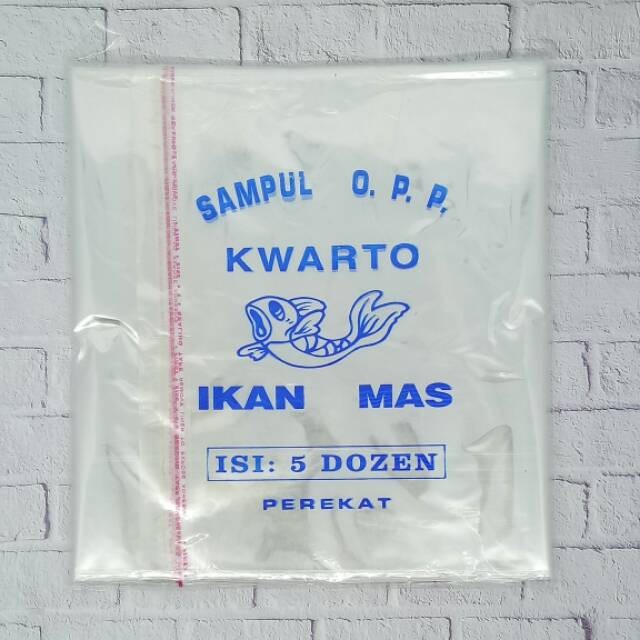 SAMPUL O. P. P.
KWARTO
IKAN MAS
ISI: 5 DOZEN
PEREKAT